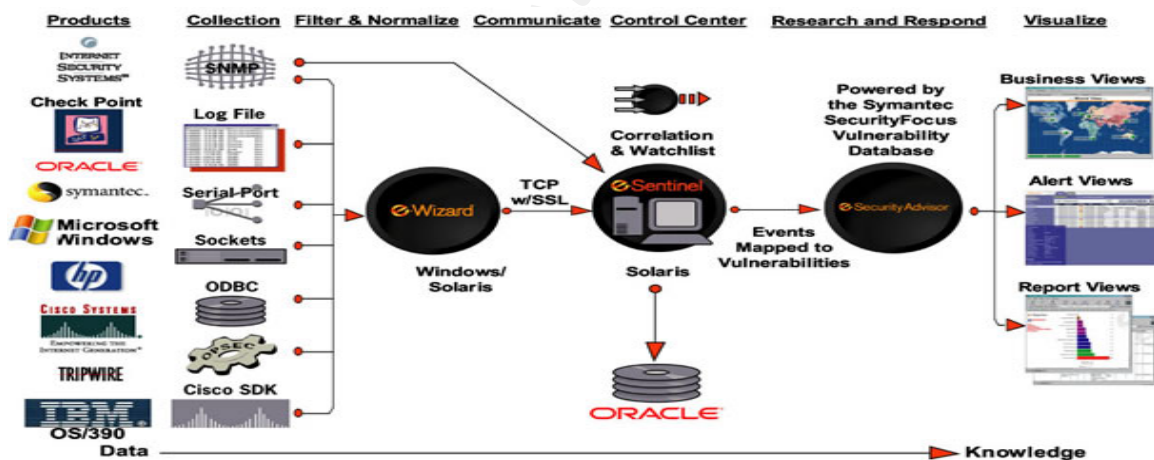 Products Collection Filter & Normalize Communicate Control Center Research and Respond Visualize
INTERNET
SECURITY
SYSTEMS
Check Point
ORACLE
symantec.
Microsoft
Windows
hp
CISCO SYSTEMS
EMPOWERING THE
INTERNET GENERATION
TRIPWIRE
IBM
OS/390
SNMP
Log File
Serial Port
Sockets
ODBC
OPSEC
Cisco SDK
e-Wizard
Windows/
Solaris
TCP
w/SSL
Correlation
& Watchlist
e-Sentinel
Solaris
ORACLE
Events
Mapped to
Vulnerabilities
Powered by
the Symantec
SecurityFocus
Vulnerability
Database
e-Security Advisor
Business Views
Alert Views
Report Views
Data Knowledge